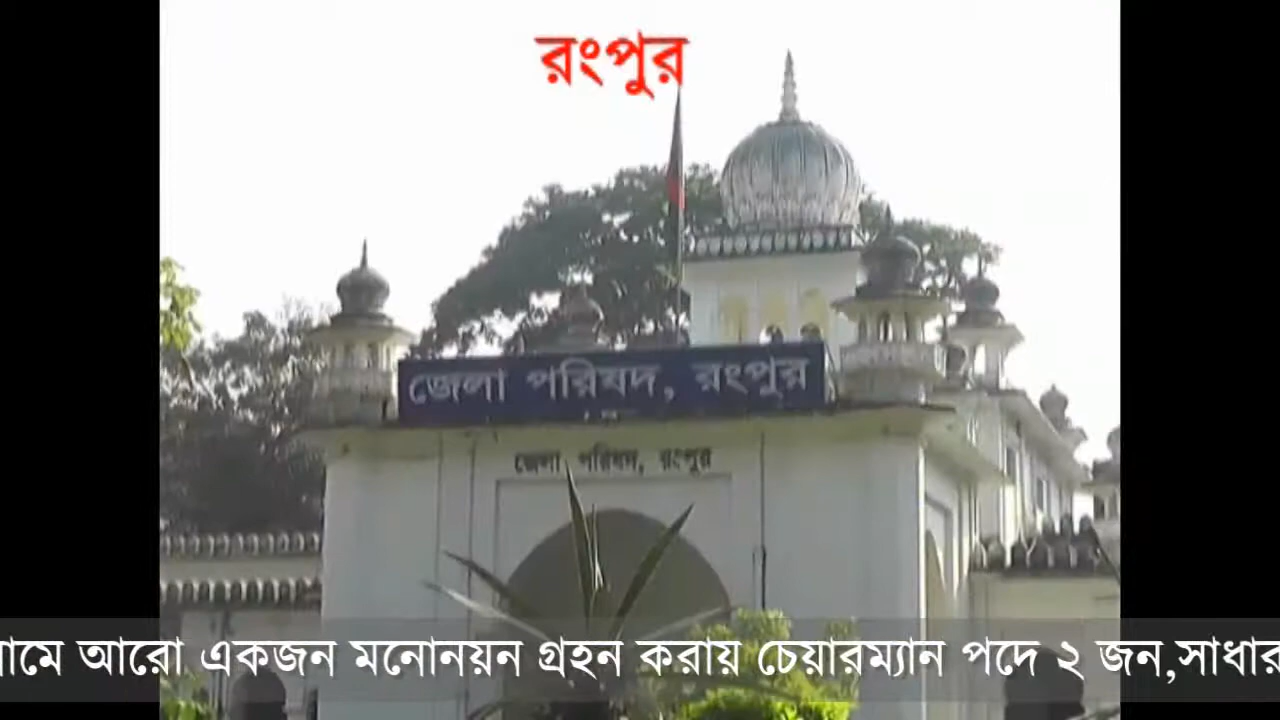 রংপুর
জেলা পরিষদ, রংপুর
জেলা পরিষদ, রংপুর
আরো একজন মনোনয়ন গ্রহন করায় চেয়ারম্যান পদে ২ জন,সাধার